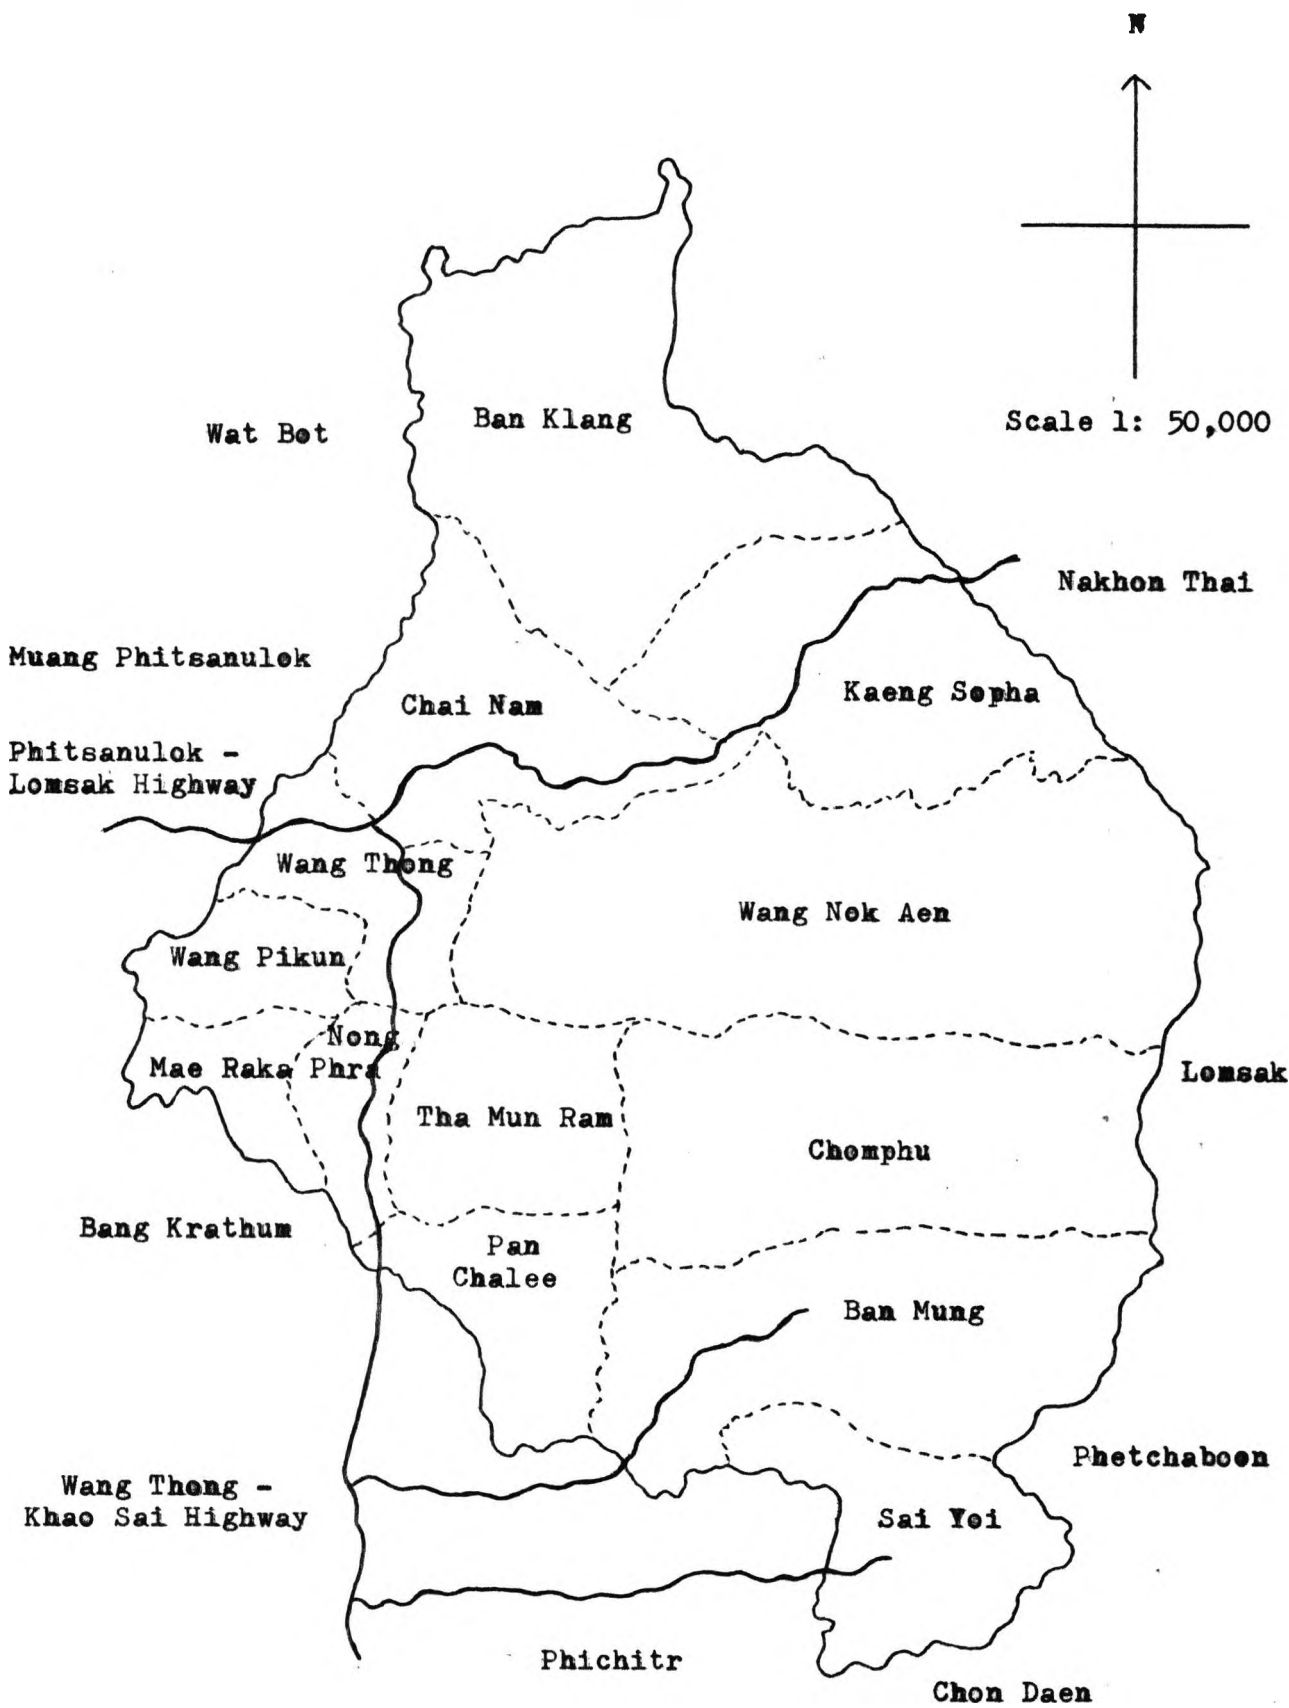 N
Scale 1: 50,000
Wat Bot
Ban Klang
Nakhon Thai
Muang Phitsanulok
Chai Nam
Kaeng Sopha
Phitsanulok -
Lomsak Highway
Wang Thong
Wang Nok Aen
Wang Pikun
Nong
Mae Raka Phra
Lomsak
Tha Mun Ram
Chomphu
Bang Krathum
Pan
Chalee
Ban Mung
Phetchaboon
Wang Thong -
Khao Sai Highway
Sai Yoi
Phichitr
Chon Daen